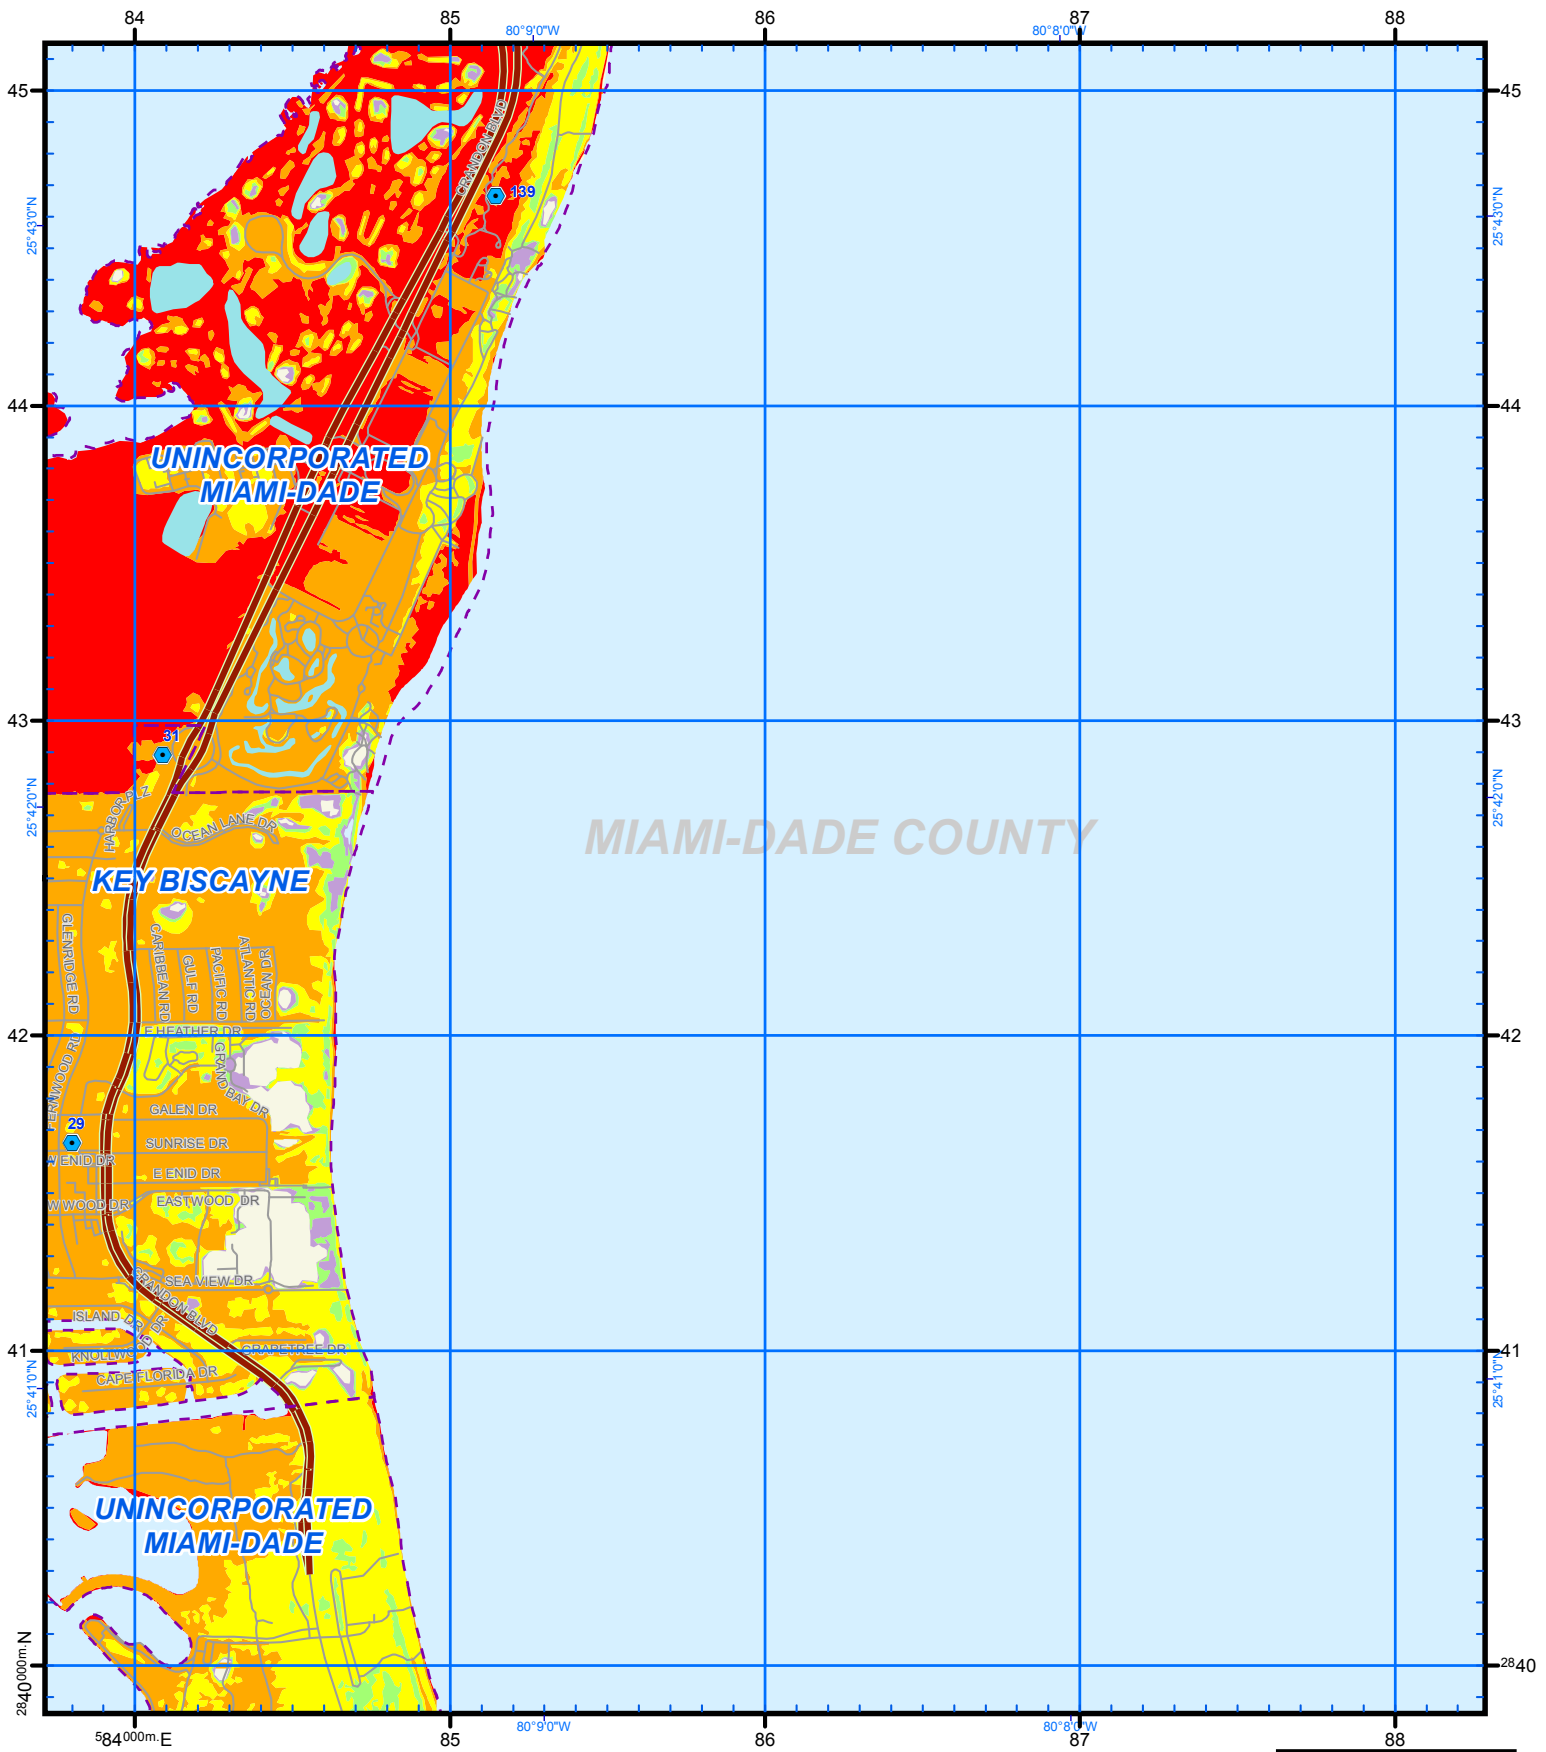 84
85
86
87
88
80°9'0"W
80°8'0"W
45
45
CRANDON BLVD
139
25°43'0"N
25°43'0"N
44
44
UNINCORPORATED
MIAMI-DADE
43
43
31
25°42'0"N
25°42'0"N
HARBOR PLZ
OCEAN LANE DR
MIAMI-DADE COUNTY
KEY BISCAYNE
GLENRIDGE RD
CARIBBEAN RD
GULF RD
PACIFIC RD
ATLANTIC RD
OCEAN DR
42
42
E HEATHER DR
FERNWOOD RD
GRAND BAY DR
GALEN DR
29
SUNRISE DR
W ENID DR
E ENID DR
W WOOD DR
EASTWOOD DR
SEA VIEW DR
CRANDON BLVD
ISLAND DR
KNOLLWOOD DR
GRAPETREE DR
41
41
CAPE FLORIDA DR
25°41'0"N
25°41'0"N
UNINCORPORATED
MIAMI-DADE
2840000m.N
2840
584000m.E
85
86
87
88
80°9'0"W
80°8'0"W